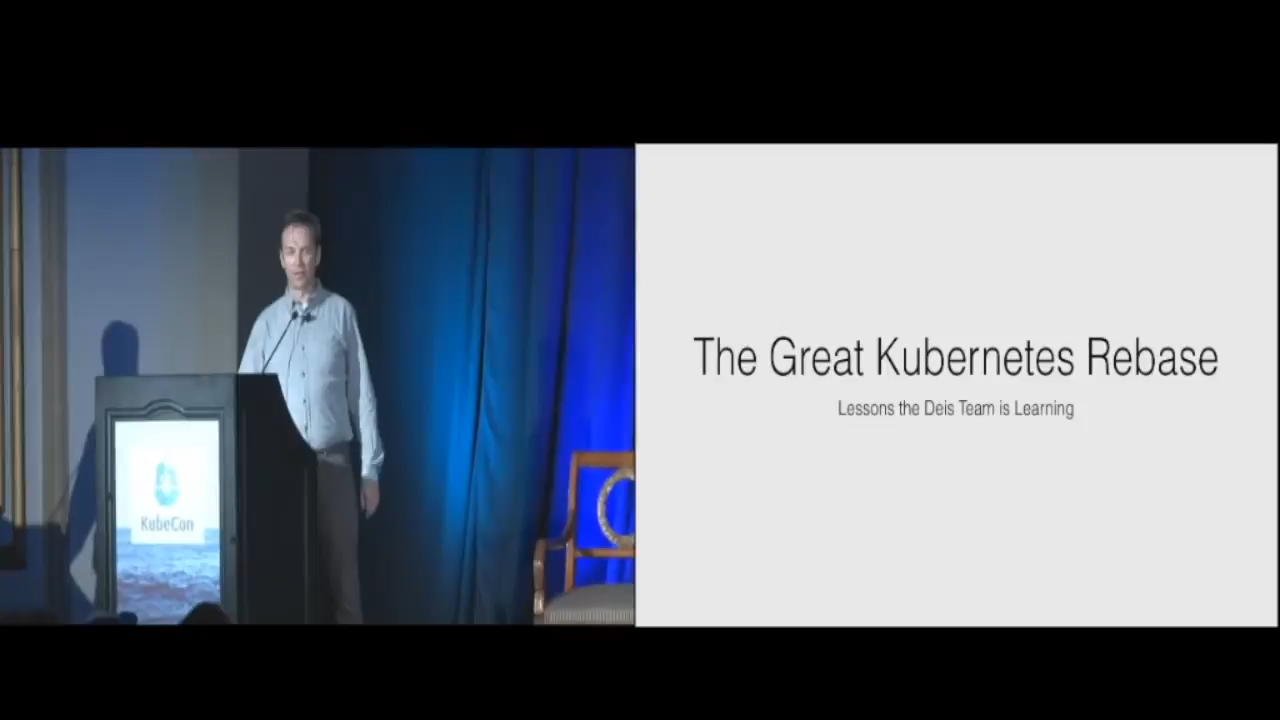 KubeCon
The Great Kubernetes Rebase
Lessons the Deis Team is Learning